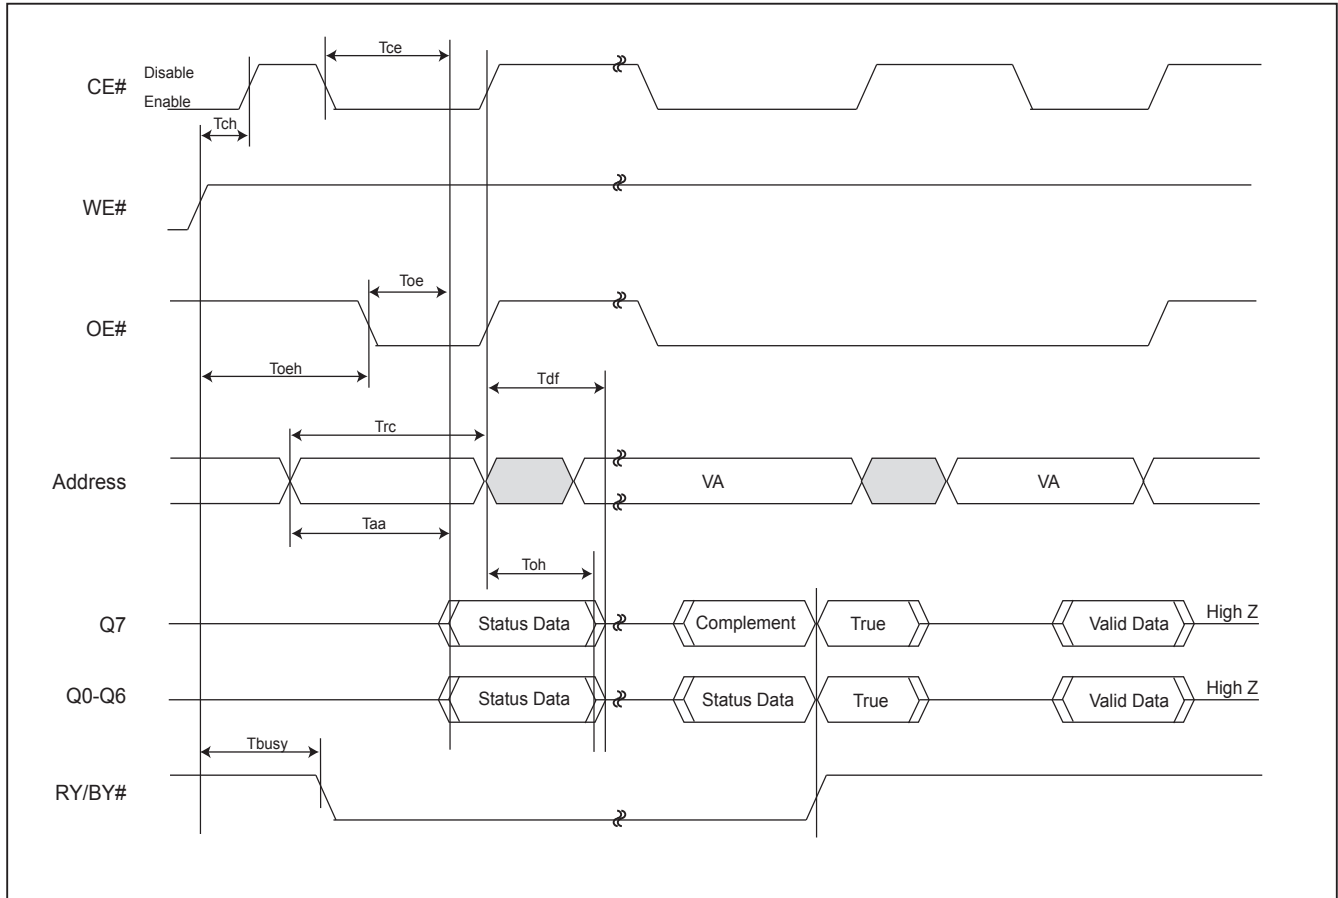 Tce
Disable
CE#
Enable
Tch
WE#
Toe
OE#
Toeh
Tdf
Trc
Address
VA
VA
Taa
Toh
Q7
Status Data
Complement
True
Valid Data
High Z
Q0-Q6
Status Data
Status Data
True
Valid Data
High Z
Tbusy
RY/BY#